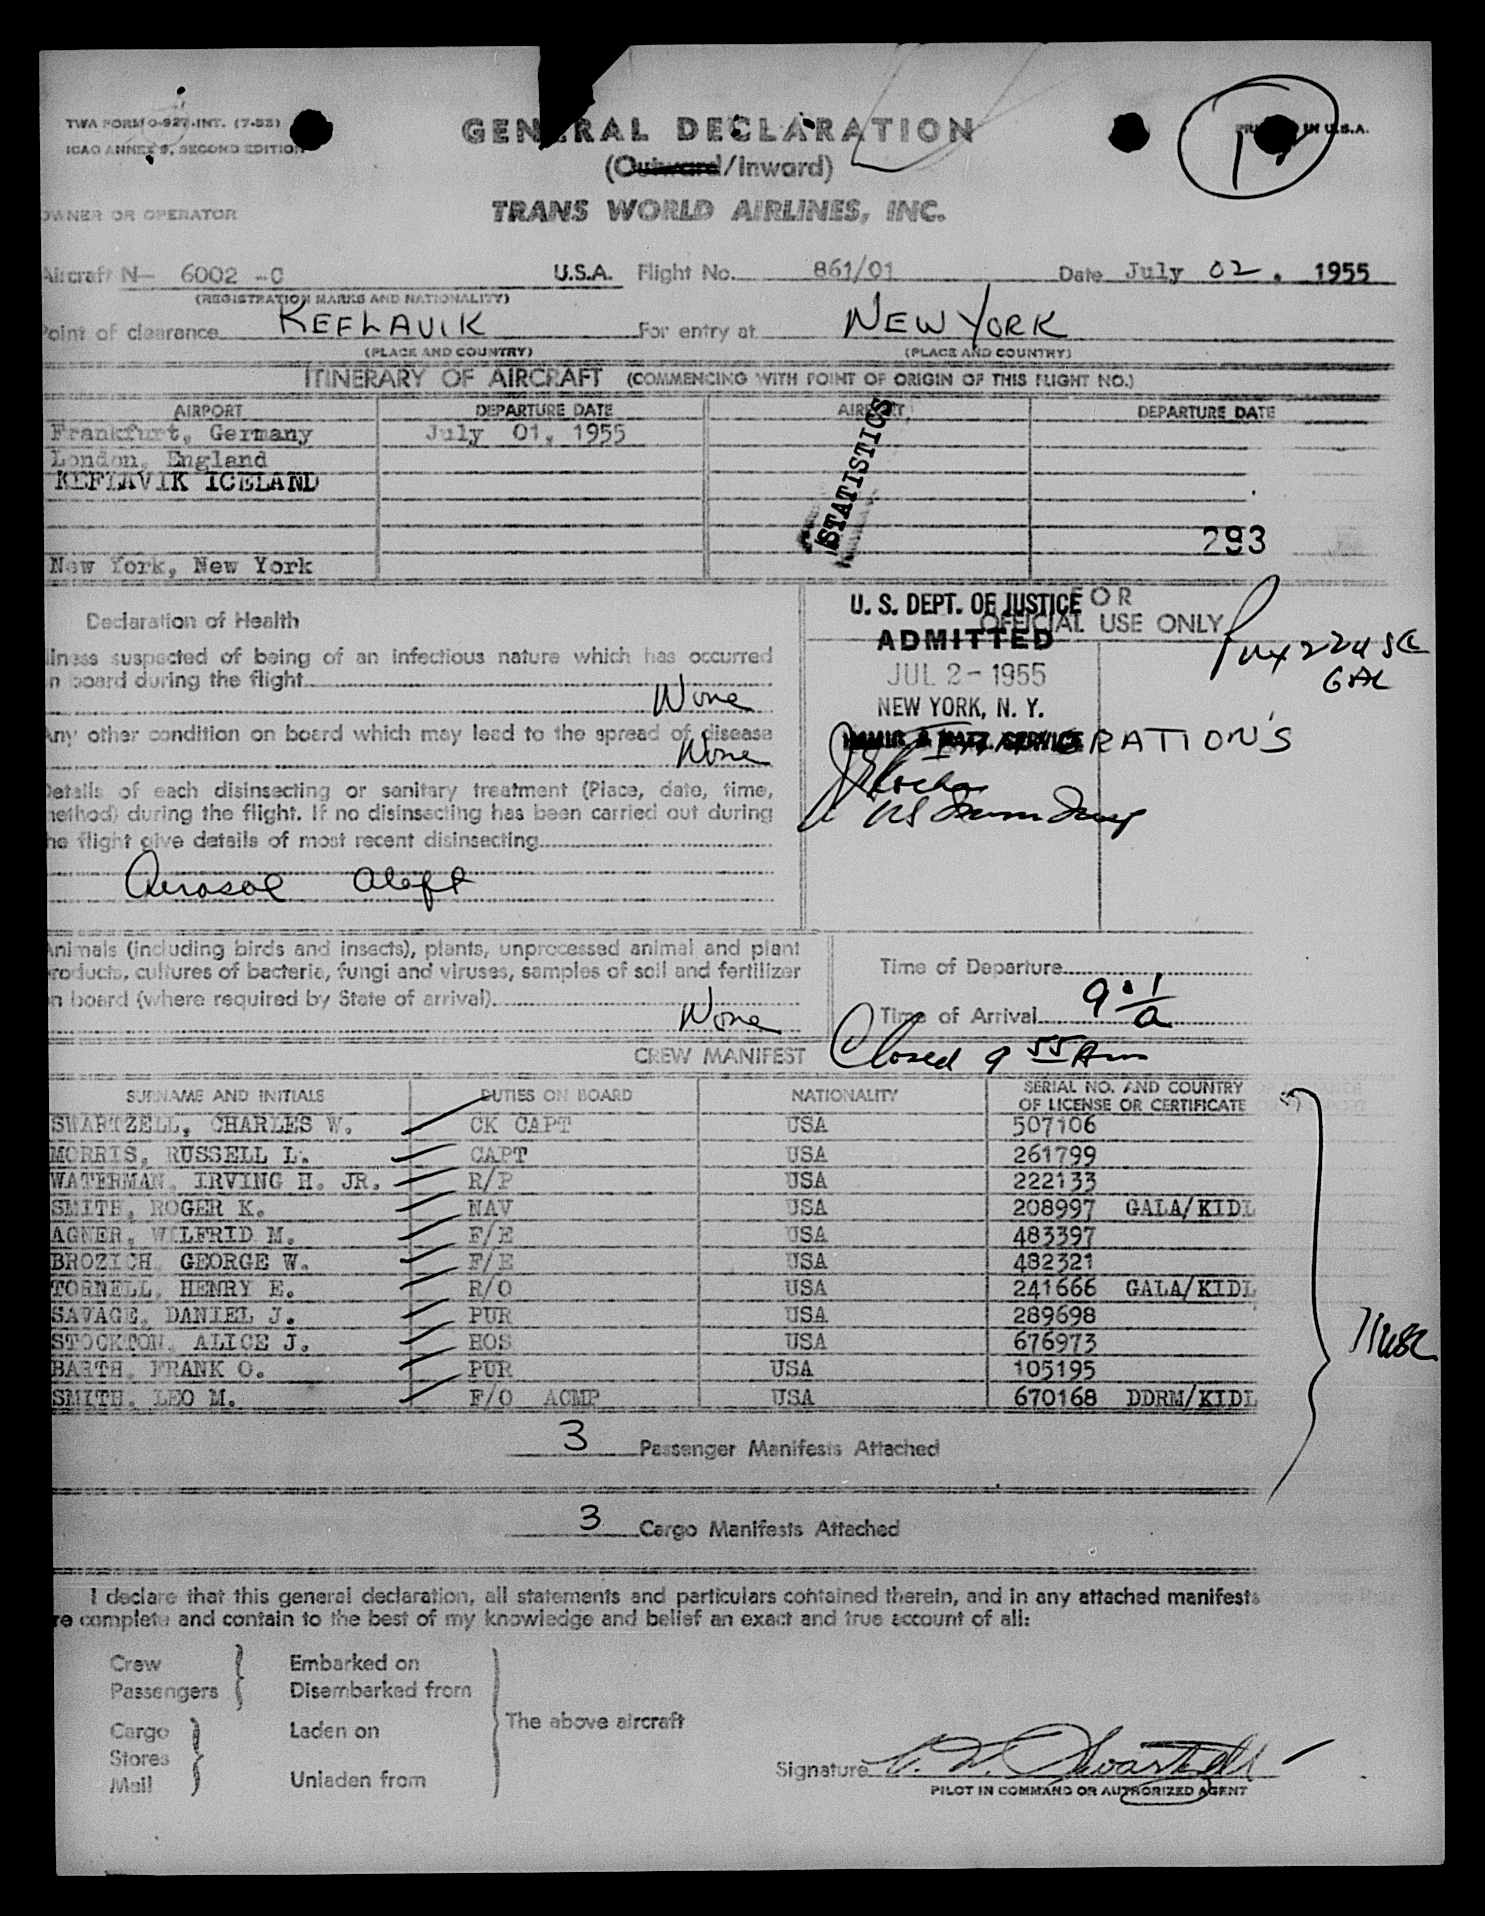 TWA FORM O-927-INT. (7-53)
ICAO ANNEX 9, SECOND EDITION
GENERAL DECLARATION
IN U.S.A.
(Outward/Inward)
1
OWNER OR OPERATOR
TRANS WORLD AIRLINES, INC.
Aircraft N- 6002 -C U.S.A. Flight No. 861/01 Date July 02, 1955
(REGISTRATION MARKS AND NATIONALITY)
Point of clearance KEFLAVIK For entry at NEW YORK
(PLACE AND COUNTRY) (PLACE AND COUNTRY)
ITINERARY OF AIRCRAFT (COMMENCING WITH POINT OF ORIGIN OF THIS FLIGHT NO.)
AIRPORT DEPARTURE DATE AIRPORT DEPARTURE DATE
Frankfurt, Germany July 01, 1955
London, England
KEFLAVIK ICELAND
STATISTICS
293
New York, New York
Declaration of Health
FOR
OFFICIAL USE ONLY
U. S. DEPT. OF JUSTICE
ADMITTED
JUL 2 - 1955
NEW YORK, N. Y.
IMMIG. & NATZ. SERVICE
GAL
illness suspected of being of an infectious nature which has occurred
on board during the flight
None
Any other condition on board which may lead to the spread of disease
None
Details of each disinsecting or sanitary treatment (Place, date, time,
method) during the flight. If no disinsecting has been carried out during
the flight give details of most recent disinsecting
Aerosol
Animals (including birds and insects), plants, unprocessed animal and plant
products, cultures of bacteria, fungi and viruses, samples of soil and fertilizer
on board (where required by State of arrival)
None
Time of Departure
Time of Arrival 9:1/a
Closed 9 55 Am
CREW MANIFEST
SURNAME AND INITIALS DUTIES ON BOARD NATIONALITY SERIAL NO. AND COUNTRY OF LICENSE OR CERTIFICATE
SWARTZELL, CHARLES W. CK CAPT USA 507106
MORRIS, RUSSELL L. CAPT USA 261799
WATERMAN, IRVING H. JR. R/P USA 222133
SMITH, ROGER K. NAV USA 208997 GALA/KIDL
AGNER, WILFRID M. F/E USA 483397
BROZICH, GEORGE W. F/E USA 482321
TORNELL, HENRY E. R/O USA 241666 GALA/KIDL
SAVAGE, DANIEL J. PUR USA 289698
STOCKTON, ALICE J. HOS USA 676973
BARTH, FRANK O. PUR USA 105195
SMITH, LEO M. F/O ACMP USA 670168 DDRM/KIDL
3 Passenger Manifests Attached
3 Cargo Manifests Attached
I declare that this general declaration, all statements and particulars contained therein, and in any attached manifests
re complete and contain to the best of my knowledge and belief an exact and true account of all:
Crew Embarked on
Passengers Disembarked from
The above aircraft
Cargo Laden on
Stores
Mail Unladen from
Signature C. W. Swartzell
PILOT IN COMMAND OR AUTHORIZED AGENT